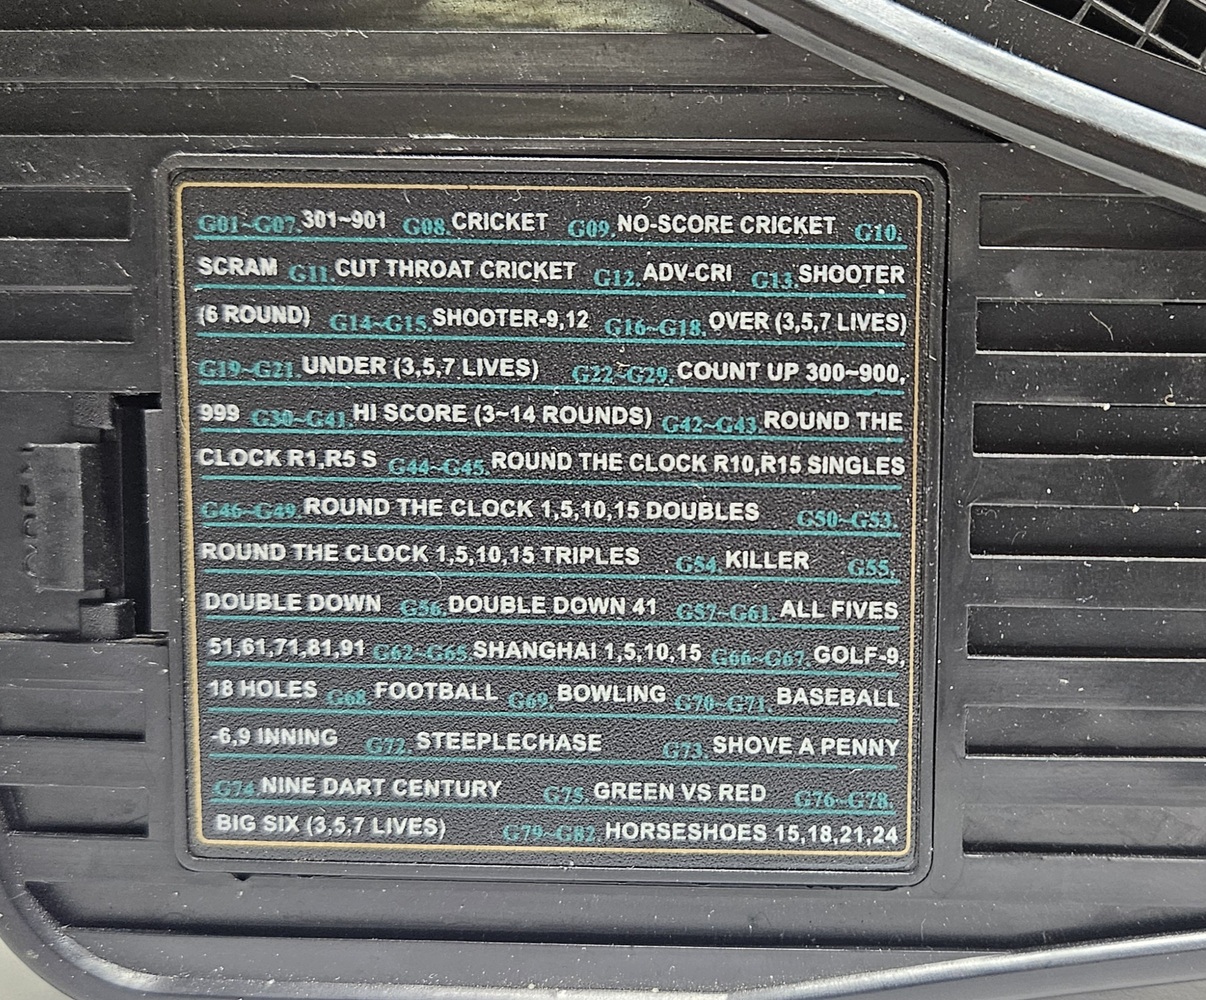 G01~G07. 301~901 G08. CRICKET G09. NO-SCORE CRICKET G10.
SCRAM G11. CUT THROAT CRICKET G12. ADV-CRI G13. SHOOTER
(6 ROUND) G14~G15. SHOOTER-9,12 G16~G18. OVER (3,5,7 LIVES)
G19~G21. UNDER (3,5,7 LIVES) G22~G29. COUNT UP 300~900,
999 G30~G41. HI SCORE (3~14 ROUNDS) G42~G43. ROUND THE
CLOCK R1,R5 S G44~G45. ROUND THE CLOCK R10,R15 SINGLES
G46~G49. ROUND THE CLOCK 1,5,10,15 DOUBLES G50~G53.
ROUND THE CLOCK 1,5,10,15 TRIPLES G54. KILLER G55.
DOUBLE DOWN G56. DOUBLE DOWN 41 G57~G61. ALL FIVES
51,61,71,81,91 G62~G65. SHANGHAI 1,5,10,15 G66~G67. GOLF-9,
18 HOLES G68. FOOTBALL G69. BOWLING G70~G71. BASEBALL
-6,9 INNING G72. STEEPLECHASE G73. SHOVE A PENNY
G74. NINE DART CENTURY G75. GREEN VS RED G76~G78.
BIG SIX (3,5,7 LIVES) G79~G82. HORSESHOES 15,18,21,24